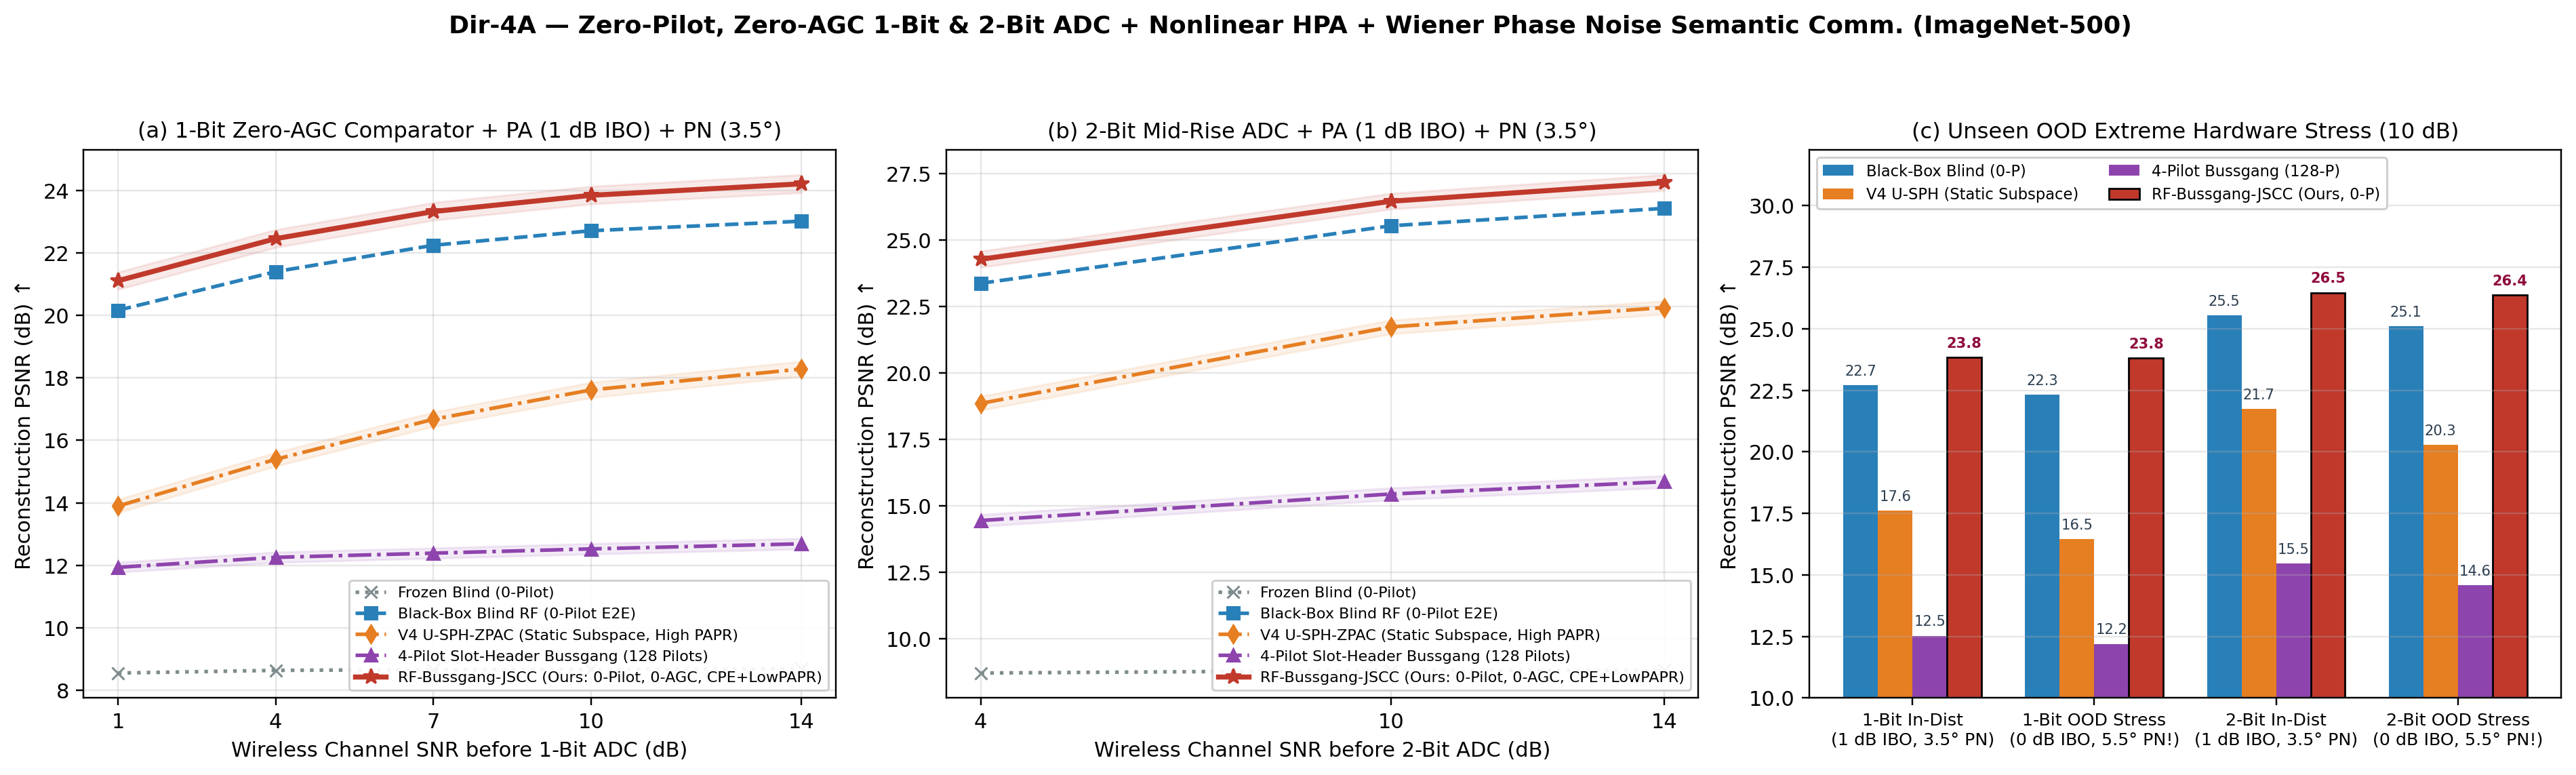 Dir-4A — Zero-Pilot, Zero-AGC 1-Bit & 2-Bit ADC + Nonlinear HPA + Wiener Phase Noise Semantic Comm. (ImageNet-500)
(a) 1-Bit Zero-AGC Comparator + PA (1 dB IBO) + PN (3.5°)
Reconstruction PSNR (dB) ↑
24
22
20
18
16
14
12
10
8
Frozen Blind (0-Pilot)
Black-Box Blind RF (0-Pilot E2E)
V4 U-SPH-ZPAC (Static Subspace, High PAPR)
4-Pilot Slot-Header Bussgang (128 Pilots)
RF-Bussgang-JSCC (Ours: 0-Pilot, 0-AGC, CPE+LowPAPR)
1 4 7 10 14
Wireless Channel SNR before 1-Bit ADC (dB)
(b) 2-Bit Mid-Rise ADC + PA (1 dB IBO) + PN (3.5°)
Reconstruction PSNR (dB) ↑
27.5
25.0
22.5
20.0
17.5
15.0
12.5
10.0
Frozen Blind (0-Pilot)
Black-Box Blind RF (0-Pilot E2E)
V4 U-SPH-ZPAC (Static Subspace, High PAPR)
4-Pilot Slot-Header Bussgang (128 Pilots)
RF-Bussgang-JSCC (Ours: 0-Pilot, 0-AGC, CPE+LowPAPR)
4 10 14
Wireless Channel SNR before 2-Bit ADC (dB)
(c) Unseen OOD Extreme Hardware Stress (10 dB)
Black-Box Blind (0-P) 4-Pilot Bussgang (128-P)
V4 U-SPH (Static Subspace) RF-Bussgang-JSCC (Ours, 0-P)
Reconstruction PSNR (dB) ↑
30.0
27.5
25.0
22.5
20.0
17.5
15.0
12.5
10.0
22.7 17.6 12.5 23.8
22.3 16.5 12.2 23.8
25.5 21.7 15.5 26.5
25.1 20.3 14.6 26.4
1-Bit In-Dist
(1 dB IBO, 3.5° PN)
1-Bit OOD Stress
(0 dB IBO, 5.5° PN!)
2-Bit In-Dist
(1 dB IBO, 3.5° PN)
2-Bit OOD Stress
(0 dB IBO, 5.5° PN!)